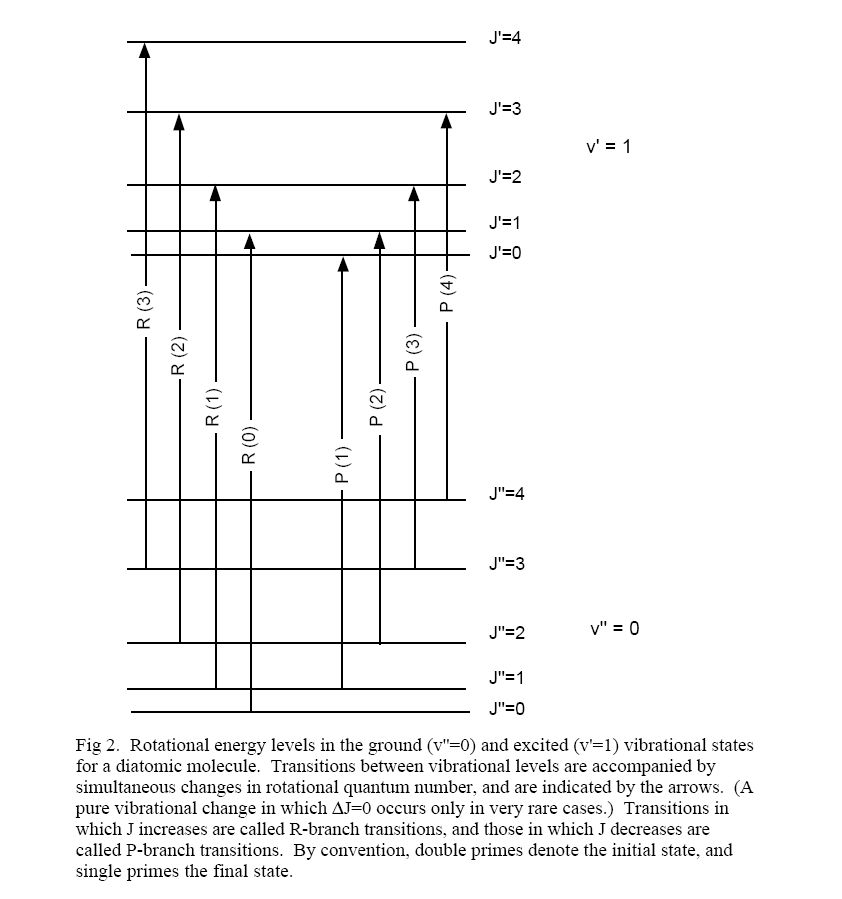 J'=4
J'=3
v' = 1
J'=2
J'=1
J'=0
R (3)
R (2)
R (1)
R (0)
P (1)
P (2)
P (3)
P (4)
J"=4
J"=3
J"=2
v" = 0
J"=1
J"=0
Fig 2.  Rotational energy levels in the ground (v"=0) and excited (v'=1) vibrational states
for a diatomic molecule.  Transitions between vibrational levels are accompanied by
simultaneous changes in rotational quantum number, and are indicated by the arrows.  (A
pure vibrational change in which ΔJ=0 occurs only in very rare cases.)  Transitions in
which J increases are called R-branch transitions, and those in which J decreases are
called P-branch transitions.  By convention, double primes denote the initial state, and
single primes the final state.